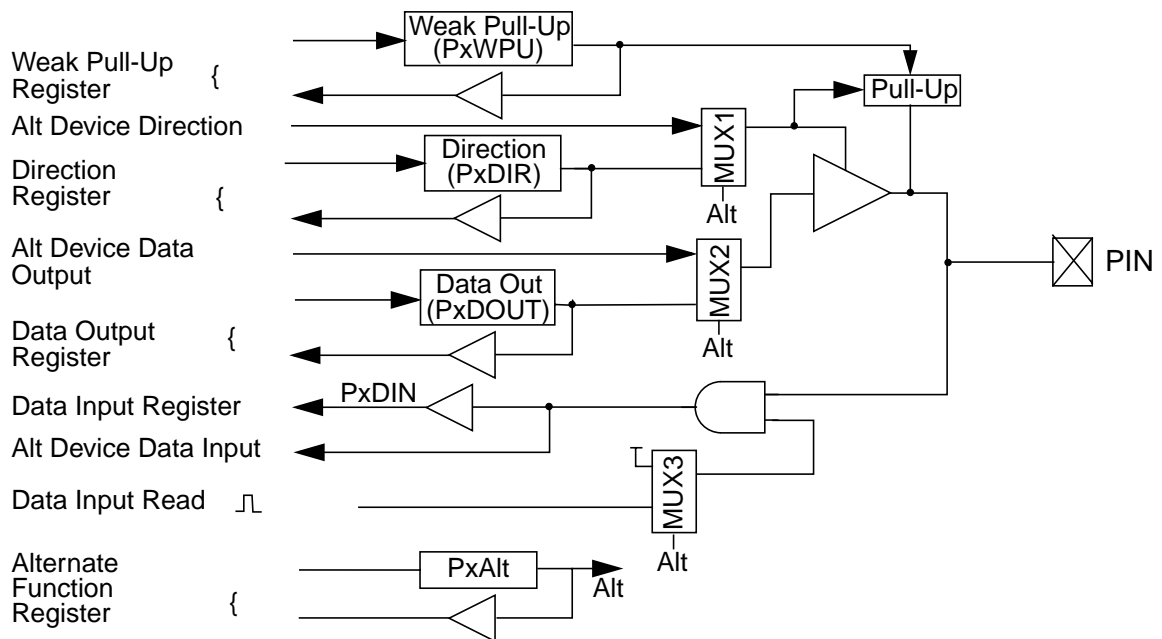 Weak Pull-Up
(PxWPU)
Weak Pull-Up
Register {
Pull-Up
Alt Device Direction
MUX1
Direction
(PxDIR)
Direction
Register {
Alt
Alt Device Data
Output
MUX2
PIN
Data Out
(PxDOUT)
Data Output
Register {
Alt
PxDIN
Data Input Register
Alt Device Data Input
MUX3
Data Input Read
Alt
Alternate
Function
Register {
PxAlt
Alt